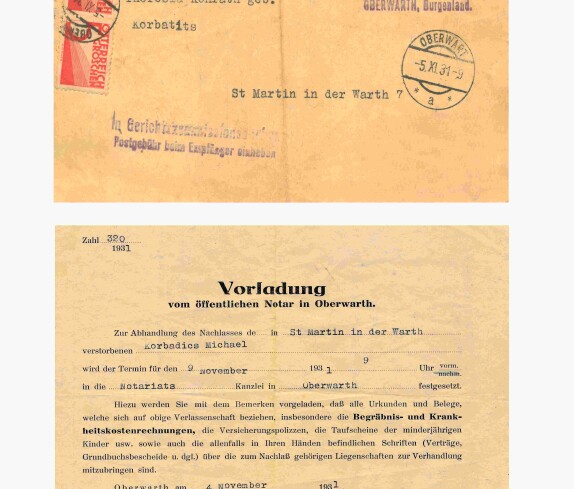 OBERWARTH, Burgenland.
Korbatits
ÖSTERREICH
GROSCHEN
OBERWART
-5.XI.31-9
* a *
St Martin in der Warth 7
In
Postgebühr beim Empfänger einheben
Zahl 320
1931
Vorladung
vom öffentlichen Notar in Oberwarth.
Zur Abhandlung des Nachlasses de in St Martin in der Warth
verstorbenen Korbadics Michael
wird der Termin für den 9 November 1931 9 Uhr vorm. nachm.
in die Notariats Kanzlei in Oberwarth festgesetzt.
Hiezu werden Sie mit dem Bemerken vorgeladen, daß alle Urkunden und Belege,
welche sich auf obige Verlassenschaft beziehen, insbesondere die Begräbnis- und Krank-
heitskostenrechnungen, die Versicherungspolizzen, die Taufscheine der minderjährigen
Kinder usw. sowie auch die allenfalls in Ihren Händen befindlichen Schriften (Verträge,
Grundbuchsbescheide u. dgl.) über die zum Nachlaß gehörigen Liegenschaften zur Verhandlung
mitzubringen sind.
Oberwarth am 4 November 1931